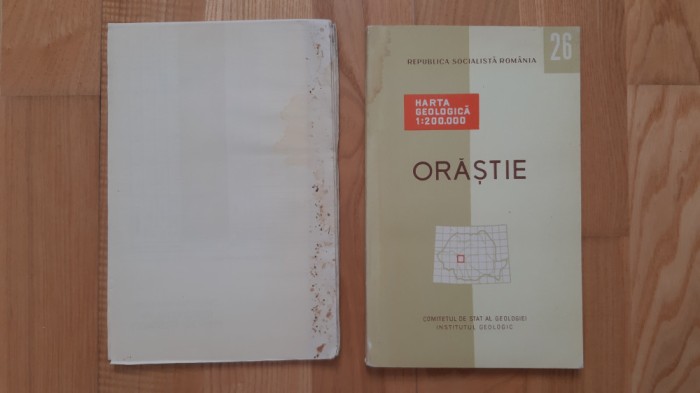 26
REPUBLICA SOCIALISTĂ ROMÂNIA
HARTA
GEOLOGICĂ
1:200.000
ORĂȘTIE
COMITETUL DE STAT AL GEOLOGIEI
INSTITUTUL GEOLOGIC